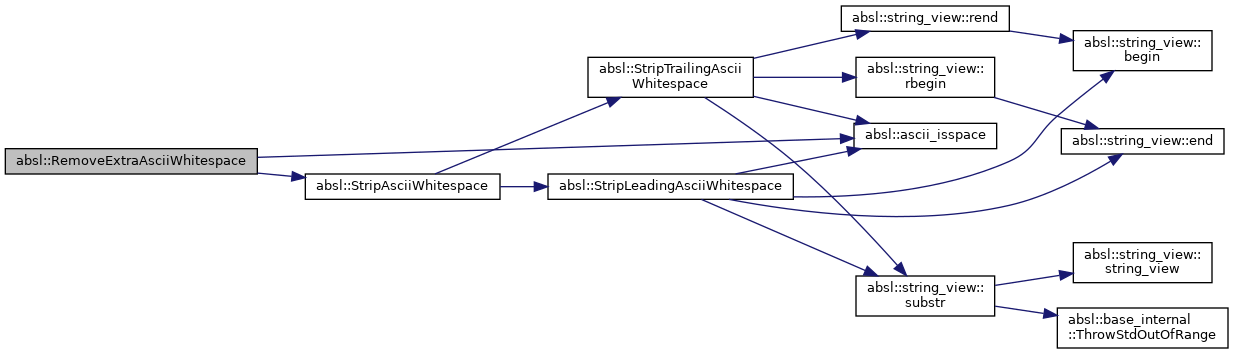 absl::RemoveExtraAsciiWhitespace
absl::StripAsciiWhitespace
absl::StripTrailingAscii
Whitespace
absl::StripLeadingAsciiWhitespace
absl::string_view::rend
absl::string_view::
rbegin
absl::ascii_isspace
absl::string_view::
substr
absl::string_view::
begin
absl::string_view::end
absl::string_view::
string_view
absl::base_internal
::ThrowStdOutOfRange